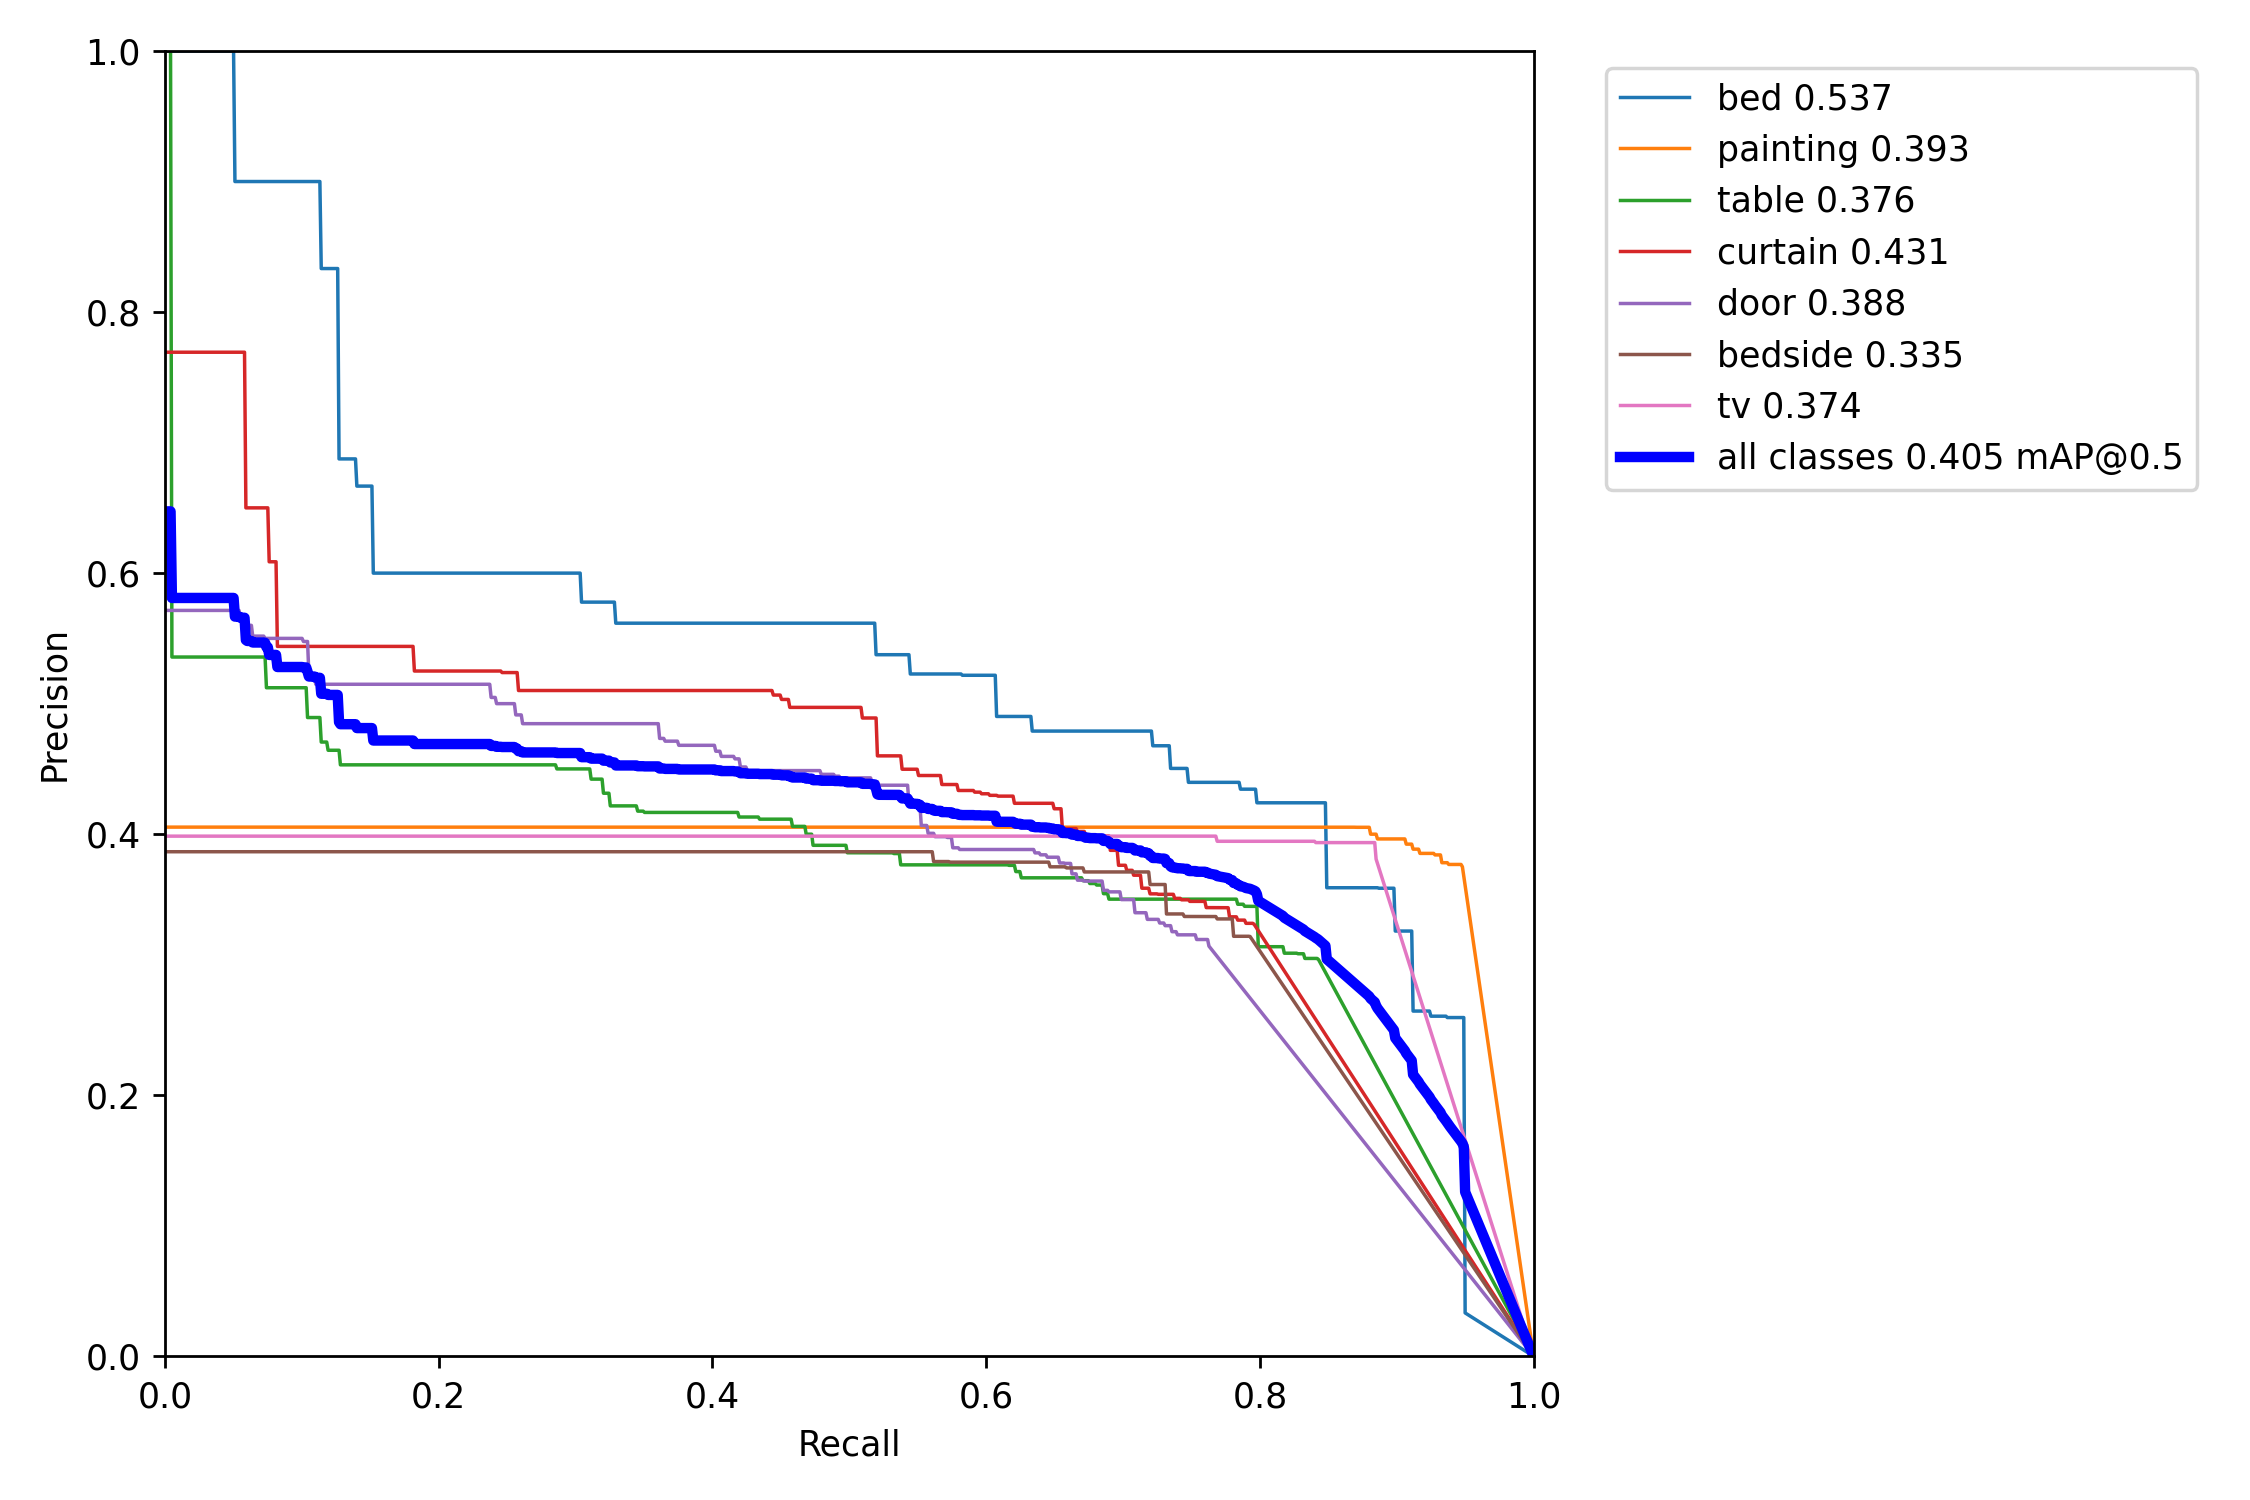 1.0
0.8
0.6
0.4
0.2
0.0
0.0 0.2 0.4 0.6 0.8 1.0
Precision
Recall
bed 0.537
painting 0.393
table 0.376
curtain 0.431
door 0.388
bedside 0.335
tv 0.374
all classes 0.405 mAP@0.5